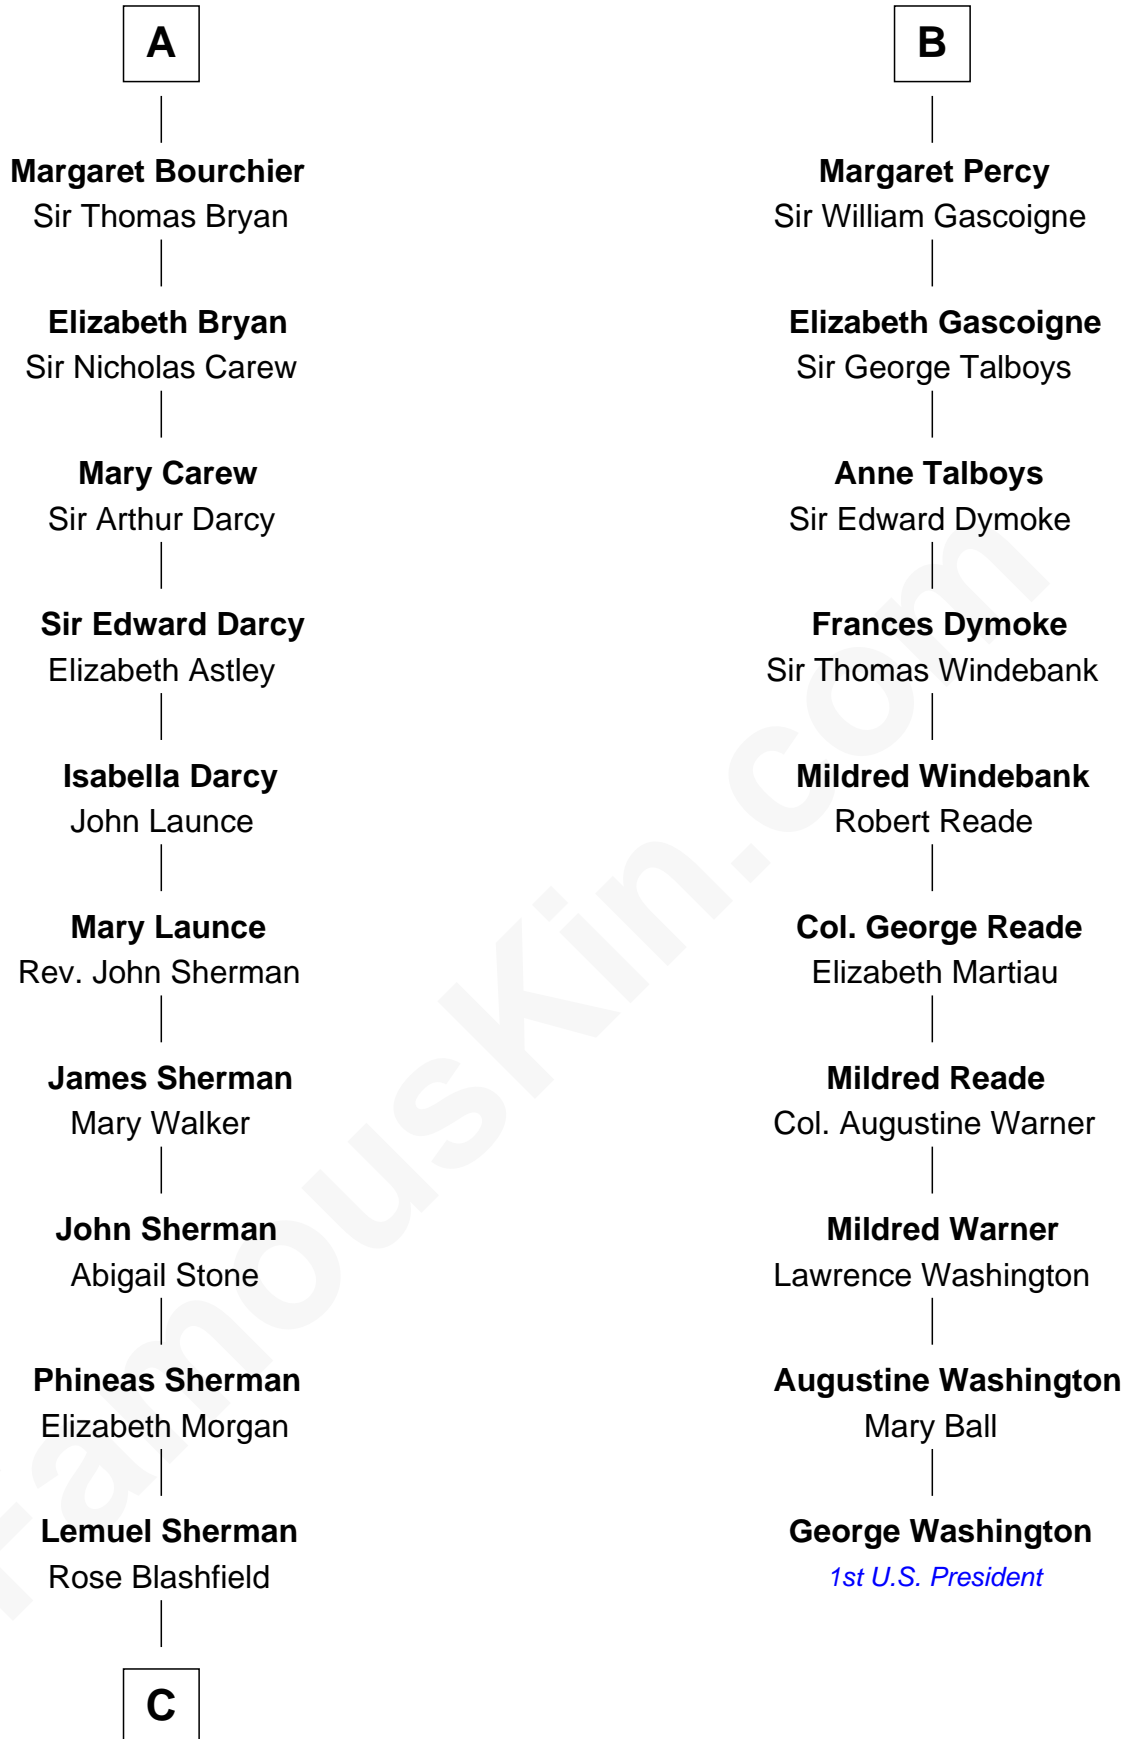 A
Margaret Bourchier
Sir Thomas Bryan
Elizabeth Bryan
Sir Nicholas Carew
Mary Carew
Sir Arthur Darcy
Sir Edward Darcy
Elizabeth Astley
Isabella Darcy
John Launce
Mary Launce
Rev. John Sherman
James Sherman
Mary Walker
John Sherman
Abigail Stone
Phineas Sherman
Elizabeth Morgan
Lemuel Sherman
Rose Blashfield
C
B
Margaret Percy
Sir William Gascoigne
Elizabeth Gascoigne
Sir George Talboys
Anne Talboys
Sir Edward Dymoke
Frances Dymoke
Sir Thomas Windebank
Mildred Windebank
Robert Reade
Col. George Reade
Elizabeth Martiau
Mildred Reade
Col. Augustine Warner
Mildred Warner
Lawrence Washington
Augustine Washington
Mary Ball
George Washington
1st U.S. President
FamousKin.com